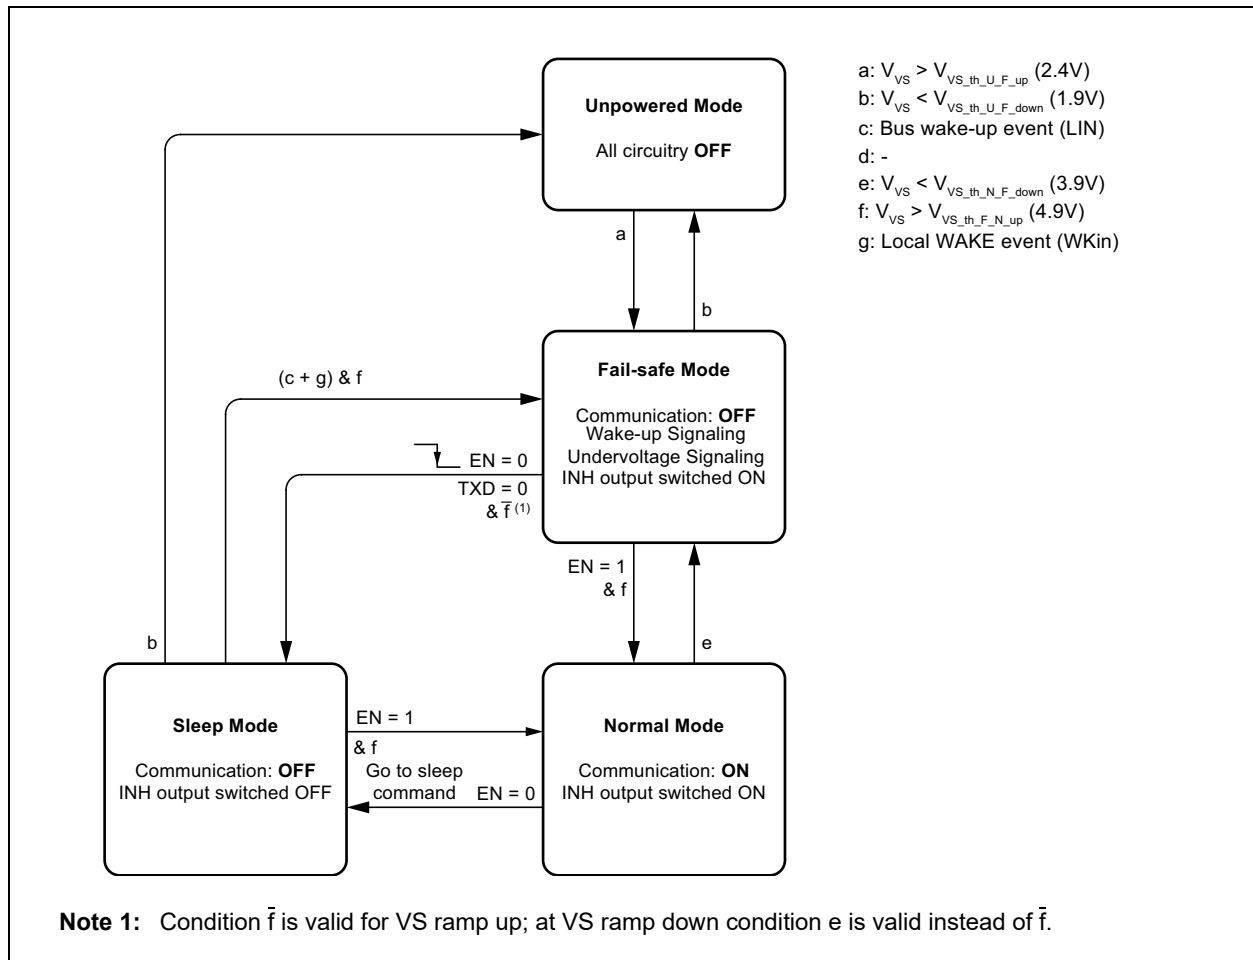 Unpowered Mode
All circuitry OFF
a: V_VS > V_VS_th_U_F_up (2.4V)
b: V_VS < V_VS_th_U_F_down (1.9V)
c: Bus wake-up event (LIN)
d: -
e: V_VS < V_VS_th_N_F_down (3.9V)
f: V_VS > V_VS_th_F_N_up (4.9V)
g: Local WAKE event (WKin)
a
b
Fail-safe Mode
Communication: OFF
Wake-up Signaling
Undervoltage Signaling
INH output switched ON
(c + g) & f
EN = 0
TXD = 0
& f̅ (1)
EN = 1
& f
b
e
Sleep Mode
Communication: OFF
INH output switched OFF
EN = 1
& f
Go to sleep
command
EN = 0
Normal Mode
Communication: ON
INH output switched ON
Note 1: Condition f̅ is valid for VS ramp up; at VS ramp down condition e is valid instead of f̅.